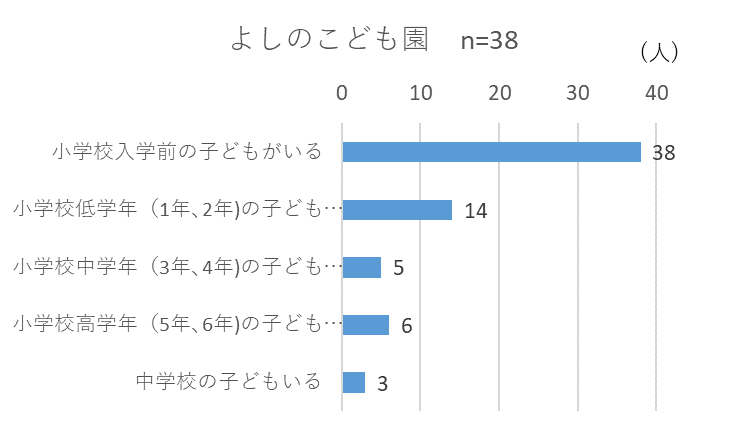 よしのこども園　n=38
(人)
0 10 20 30 40
小学校入学前の子どもがいる 38
小学校低学年（1年、2年)の子ども… 14
小学校中学年（3年、4年)の子ども… 5
小学校高学年（5年、6年)の子ども… 6
中学校の子どもいる 3